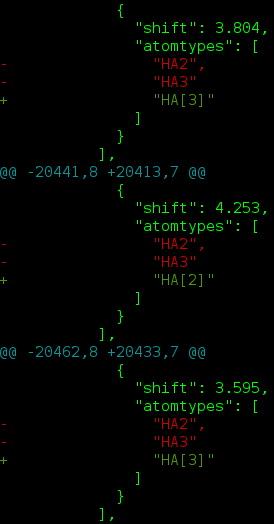 {
"shift": 3.804,
"atomtypes": [
- "HA2",
- "HA3"
+ "HA[3]"
]
}
],
@@ -20441,8 +20413,7 @@
{
"shift": 4.253,
"atomtypes": [
- "HA2",
- "HA3"
+ "HA[2]"
]
}
],
@@ -20462,8 +20433,7 @@
{
"shift": 3.595,
"atomtypes": [
- "HA2",
- "HA3"
+ "HA[3]"
]
}
],